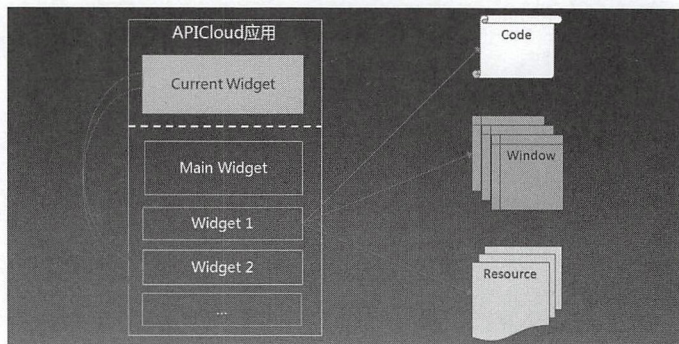 APICloud应用
Current Widget
Main Widget
Widget 1
Widget 2
...
Code
Window
Resource